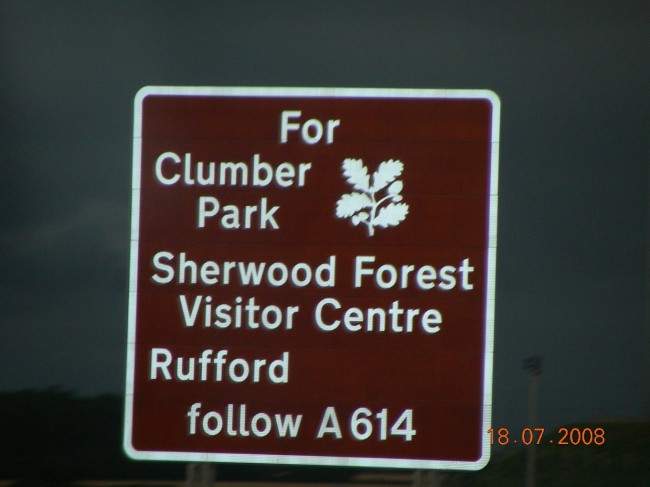 For
Clumber
Park
Sherwood Forest
Visitor Centre
Rufford
follow A614
18.07.2008